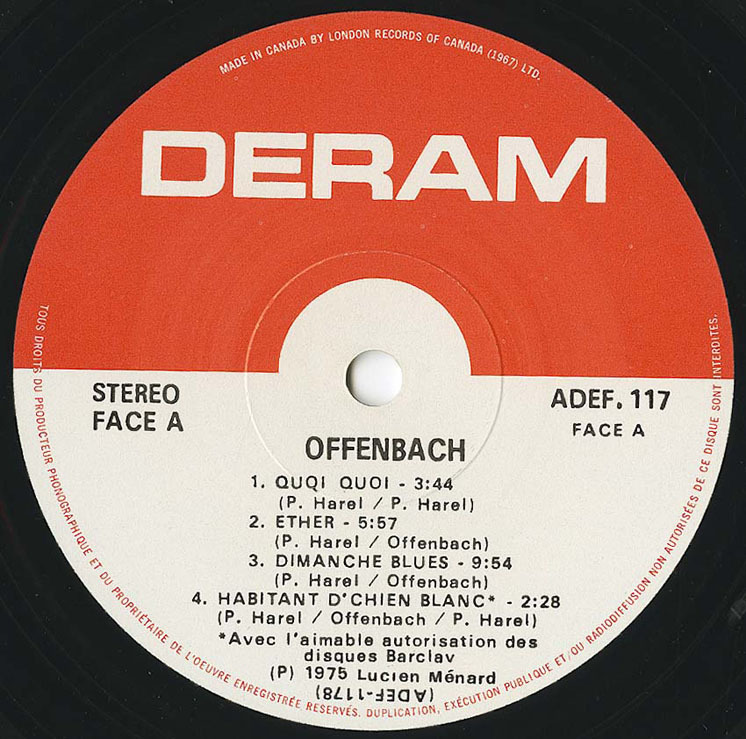 MADE IN CANADA BY LONDON RECORDS OF CANADA (1967) LTD.
DERAM
STEREO
FACE A
ADEF. 117
FACE A
OFFENBACH
1. QUQI QUOI - 3:44
(P. Harel / P. Harel)
2. ETHER - 5:57
(P. Harel / Offenbach)
3. DIMANCHE BLUES - 9:54
(P. Harel / Offenbach)
4. HABITANT D'CHIEN BLANC* - 2:28
(P. Harel / Offenbach / P. Harel)
*Avec l'aimable autorisation des
disques Barclav
(P) 1975 Lucien Ménard
(ADEF-1178)
TOUS DROITS DU PRODUCTEUR PHONOGRAPHIQUE ET DU PROPRIÉTAIRE DE L'OEUVRE ENREGISTRÉE RÉSERVÉS. DUPLICATION, EXÉCUTION PUBLIQUE ET/OU RADIODIFFUSION NON AUTORISÉES DE CE DISQUE SONT INTERDITES.